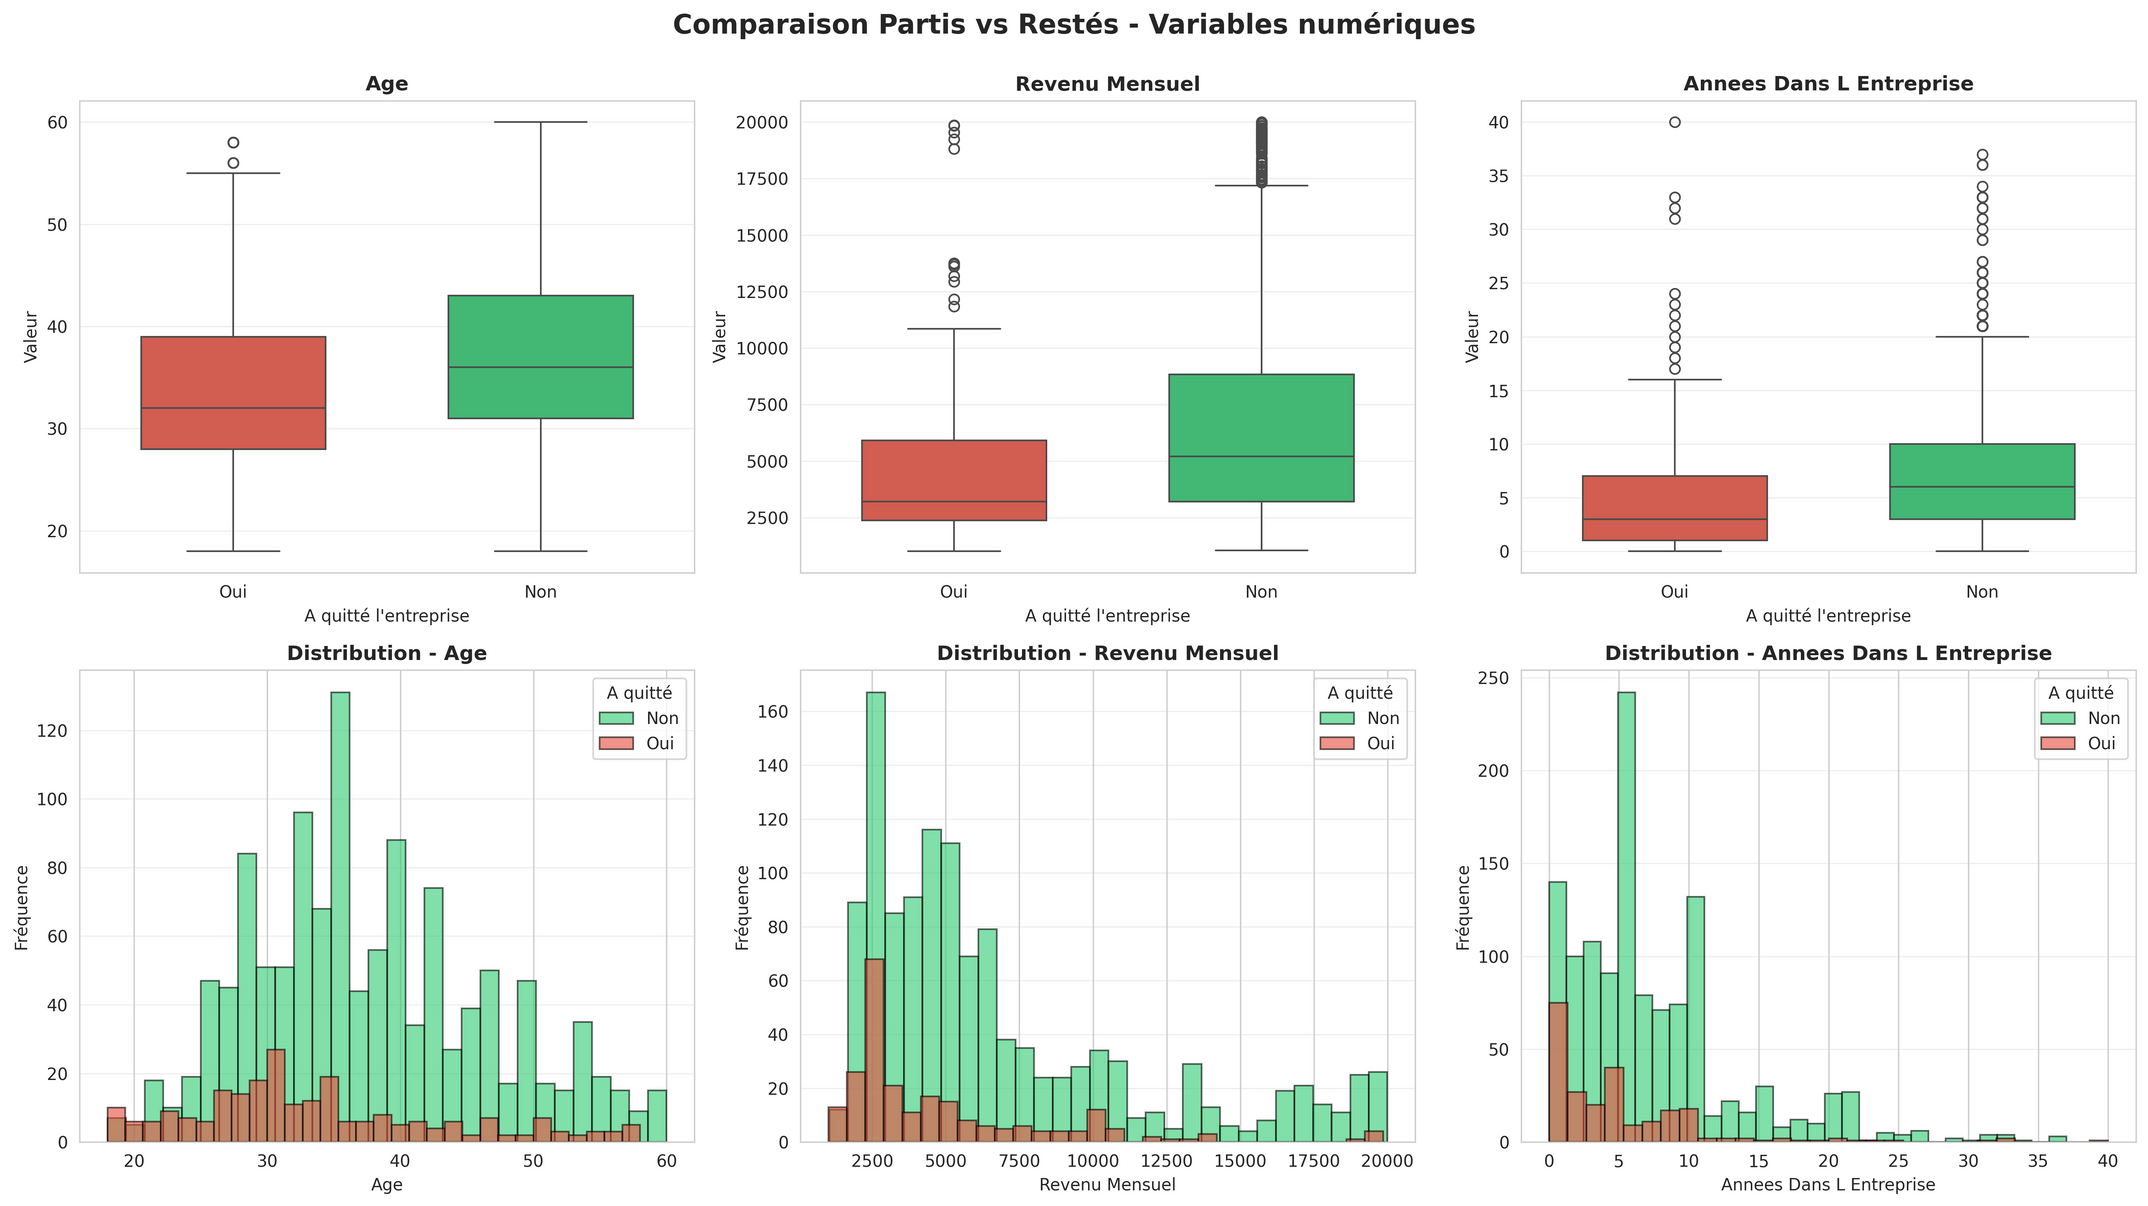 Comparaison Partis vs Restés - Variables numériques
Age
Valeur
60
50
40
30
20
Oui
Non
A quitté l'entreprise
Revenu Mensuel
Valeur
20000
17500
15000
12500
10000
7500
5000
2500
Oui
Non
A quitté l'entreprise
Annees Dans L Entreprise
Valeur
40
35
30
25
20
15
10
5
0
Oui
Non
A quitté l'entreprise
Distribution - Age
Fréquence
120
100
80
60
40
20
0
A quitté
Non
Oui
20 30 40 50 60
Age
Distribution - Revenu Mensuel
Fréquence
160
140
120
100
80
60
40
20
0
A quitté
Non
Oui
2500 5000 7500 10000 12500 15000 17500 20000
Revenu Mensuel
Distribution - Annees Dans L Entreprise
Fréquence
250
200
150
100
50
0
A quitté
Non
Oui
0 5 10 15 20 25 30 35 40
Annees Dans L Entreprise